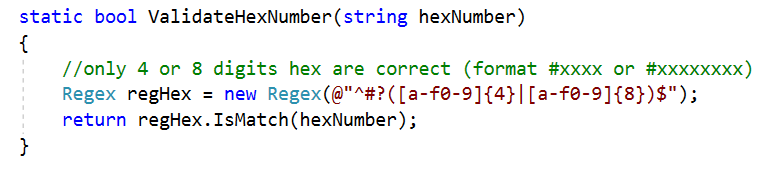 static bool ValidateHexNumber(string hexNumber)
{
//only 4 or 8 digits hex are correct (format #xxxx or #xxxxxxxx)
Regex regHex = new Regex(@"^#?([a-f0-9]{4}|[a-f0-9]{8})$");
return regHex.IsMatch(hexNumber);
}